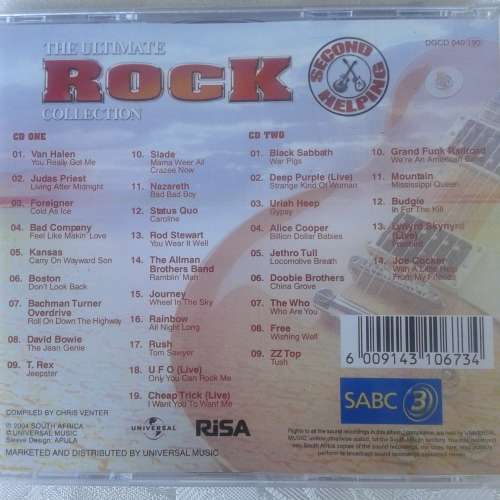 THE ULTIMATE
ROCK
COLLECTION
SECOND
HELPING
DGCD 040-190
CD ONE
01. Van Halen
You Really Got Me
02. Judas Priest
Living After Midnight
03. Foreigner
Cold As Ice
04. Bad Company
Feel Like Makin' Love
05. Kansas
Carry On Wayward Son
06. Boston
Don't Look Back
07. Bachman Turner
Overdrive
Roll On Down The Highway
08. David Bowie
The Jean Genie
09. T. Rex
Jeepster
10. Slade
Mama Weer All
Crazee Now
11. Nazareth
Bad Bad Boy
12. Status Quo
Caroline
13. Rod Stewart
You Wear It Well
14. The Allman
Brothers Band
Ramblin' Man
15. Journey
Wheel In The Sky
16. Rainbow
All Night Long
17. Rush
Tom Sawyer
18. U F O (Live)
Only You Can Rock Me
19. Cheap Trick (Live)
I Want You To Want Me
CD TWO
01. Black Sabbath
War Pigs
02. Deep Purple (Live)
Strange Kind Of Woman
03. Uriah Heep
Gypsy
04. Alice Cooper
Billion Dollar Babies
05. Jethro Tull
Locomotive Breath
06. Doobie Brothers
China Grove
07. The Who
Who Are You
08. Free
Wishing Well
09. ZZ Top
Tush
10. Grand Funk Railroad
We're An American Band
11. Mountain
Mississippi Queen
12. Budgie
In For The Kill
13. Lynyrd Skynyrd
(Live)
Freebird
14. Joe Cocker
With A Little Help
From My Friends
6 009143 106734
SABC 3
COMPILED BY CHRIS VENTER
℗ 2004 SOUTH AFRICA
© UNIVERSAL MUSIC
Sleeve Design: APULA
UNIVERSAL
RiSA
MARKETED AND DISTRIBUTED BY UNIVERSAL MUSIC